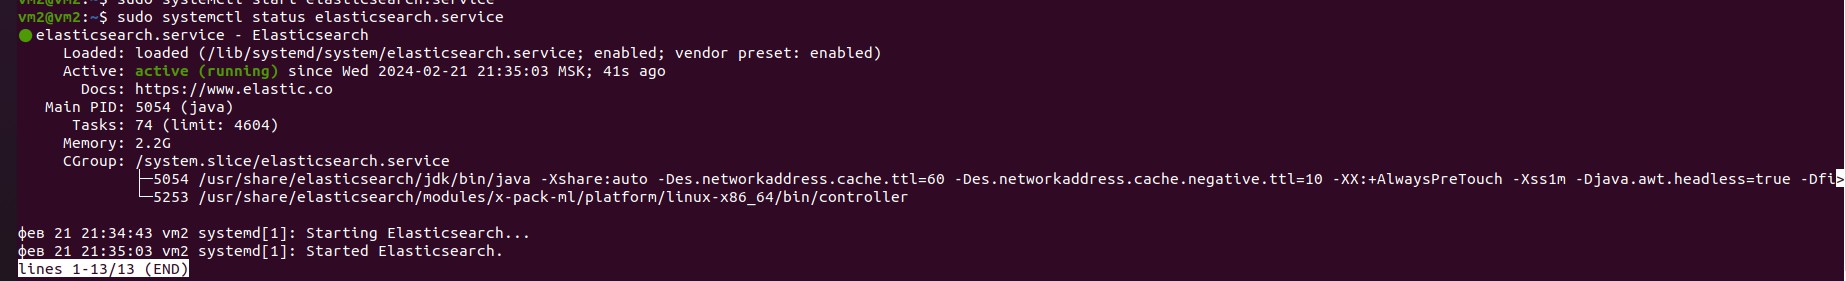 vm2@vm2:~$ sudo systemctl start elasticsearch.service
vm2@vm2:~$ sudo systemctl status elasticsearch.service
● elasticsearch.service - Elasticsearch
Loaded: loaded (/lib/systemd/system/elasticsearch.service; enabled; vendor preset: enabled)
Active: active (running) since Wed 2024-02-21 21:35:03 MSK; 41s ago
Docs: https://www.elastic.co
Main PID: 5054 (java)
Tasks: 74 (limit: 4604)
Memory: 2.2G
CGroup: /system.slice/elasticsearch.service
├─5054 /usr/share/elasticsearch/jdk/bin/java -Xshare:auto -Des.networkaddress.cache.ttl=60 -Des.networkaddress.cache.negative.ttl=10 -XX:+AlwaysPreTouch -Xss1m -Djava.awt.headless=true -Dfi>
└─5253 /usr/share/elasticsearch/modules/x-pack-ml/platform/linux-x86_64/bin/controller
фев 21 21:34:43 vm2 systemd[1]: Starting Elasticsearch...
фев 21 21:35:03 vm2 systemd[1]: Started Elasticsearch.
lines 1-13/13 (END)